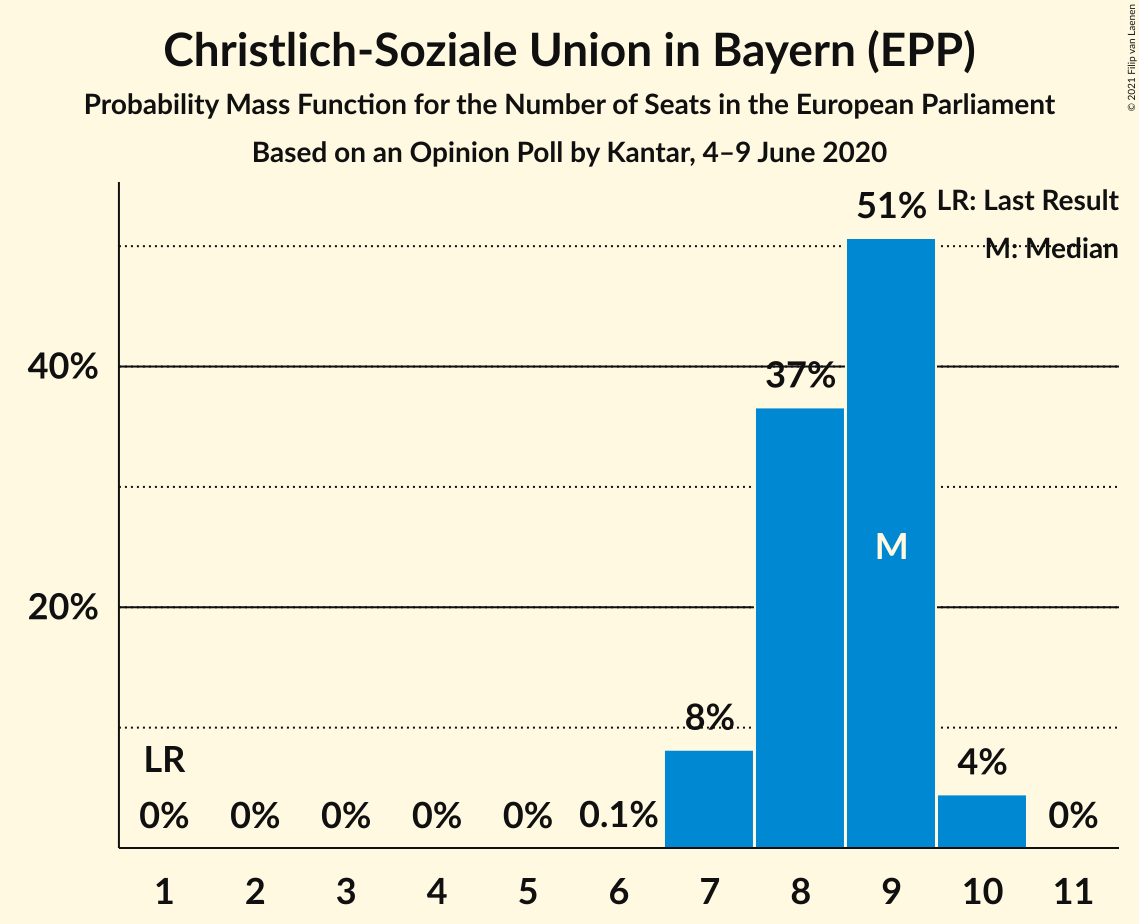 Christlich-Soziale Union in Bayern (EPP)
Probability Mass Function for the Number of Seats in the European Parliament
Based on an Opinion Poll by Kantar, 4–9 June 2020
© 2021 Filip van Laenen
LR: Last Result
M: Median
51%
40%
37%
M
20%
8%
LR
4%
0% 0% 0% 0% 0% 0.1% 0%
1 2 3 4 5 6 7 8 9 10 11